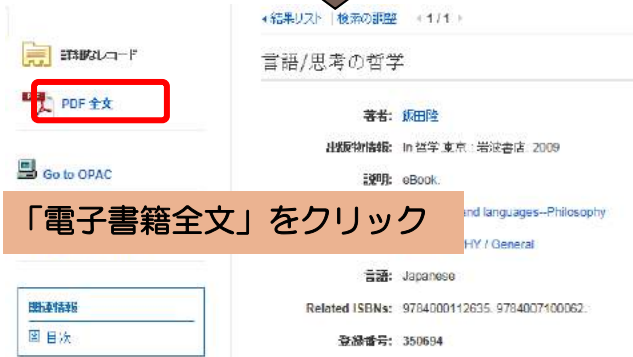 結果リスト | 検索の調整 1/1
詳細なレコード
言語/思考の哲学
PDF 全文
著者: 飯田隆
出版物情報: In 哲学 東京 : 岩波書店. 2009
Go to OPAC
説明: eBook.
「電子書籍全文」をクリック
and languages--Philosophy
HY / General
言語: Japanese
関連情報
目次
Related ISBNs: 9784000112635. 9784007100062.
登録番号: 350694